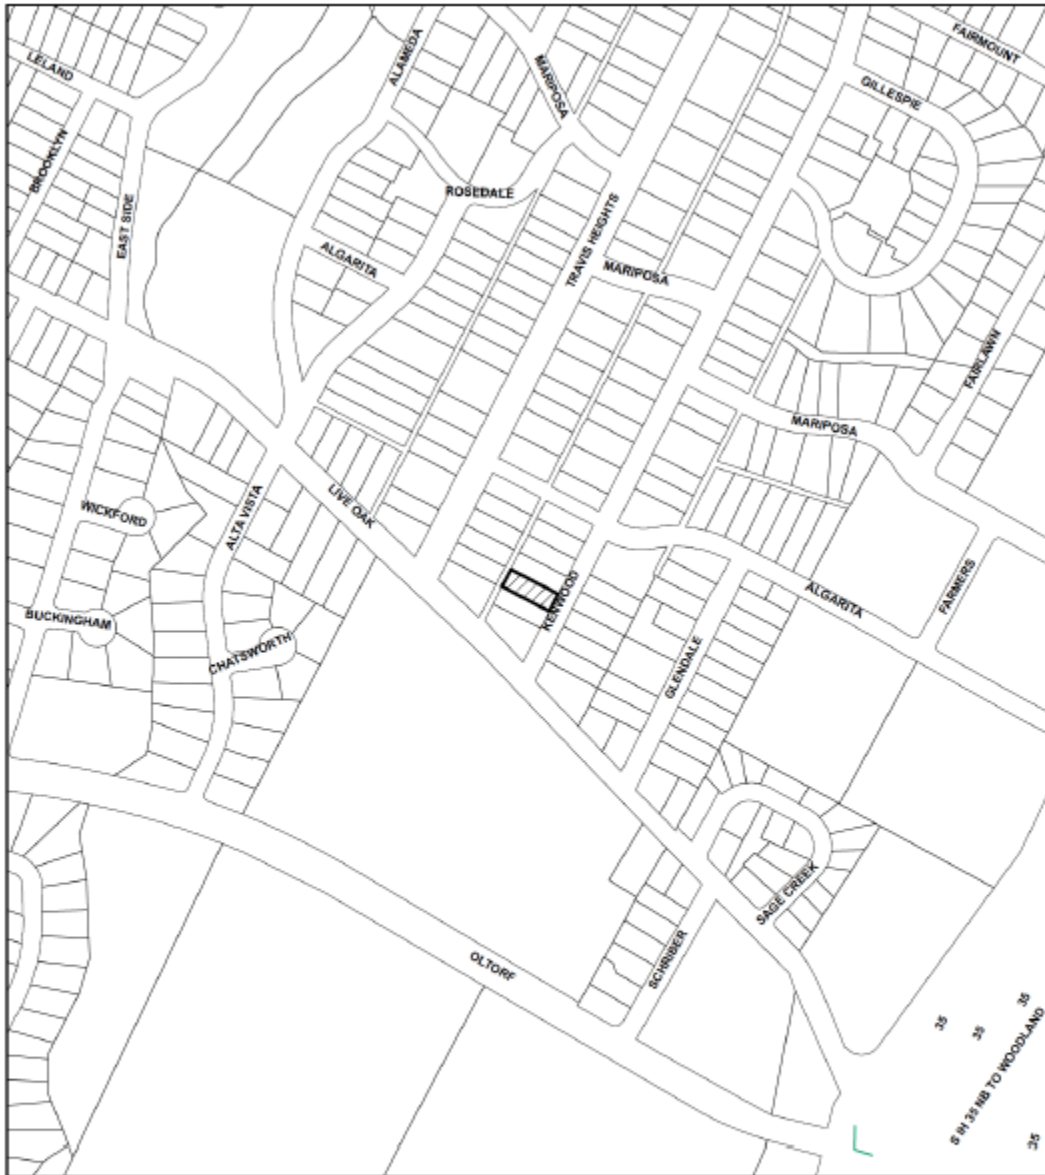 FAIRMOUNT
LELAND
ALAMEDA
MARIPOSA
GILLESPIE
BROOKLYN
ROSEDALE
EAST SIDE
TRAVIS HEIGHTS
ALGARITA
MARIPOSA
FAIRLAWN
MARIPOSA
WICKFORD
ALTA VISTA
LIVE OAK
KENWOOD
ALGARITA
FARMERS
BUCKINGHAM
CHATSWORTH
GLENDALE
SAGE CREEK
OLTORF
SCHRIBER
35
35
35
S IH 35 NB TO WOODLAND
35